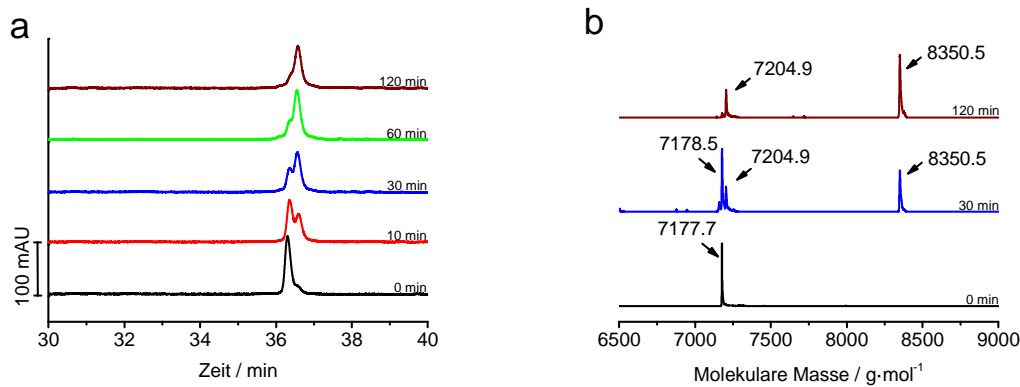 a
120 min
60 min
30 min
10 min
0 min
100 mAU
30 32 34 36 38 40
Zeit / min
b
8350.5
7204.9
120 min
7178.5
7204.9
8350.5
30 min
7177.7
0 min
6500 7000 7500 8000 8500 9000
Molekulare Masse / g·mol⁻¹